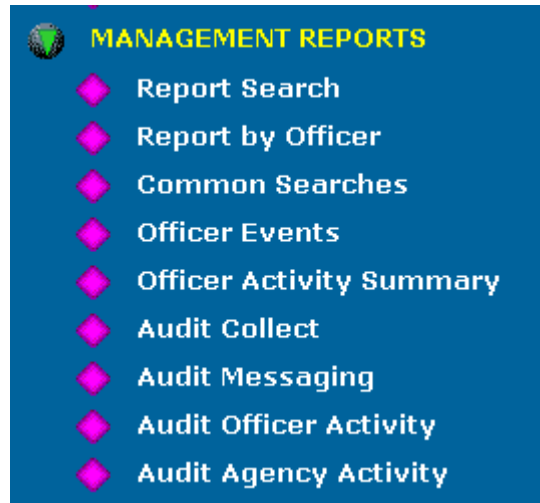 MANAGEMENT REPORTS
Report Search
Report by Officer
Common Searches
Officer Events
Officer Activity Summary
Audit Collect
Audit Messaging
Audit Officer Activity
Audit Agency Activity